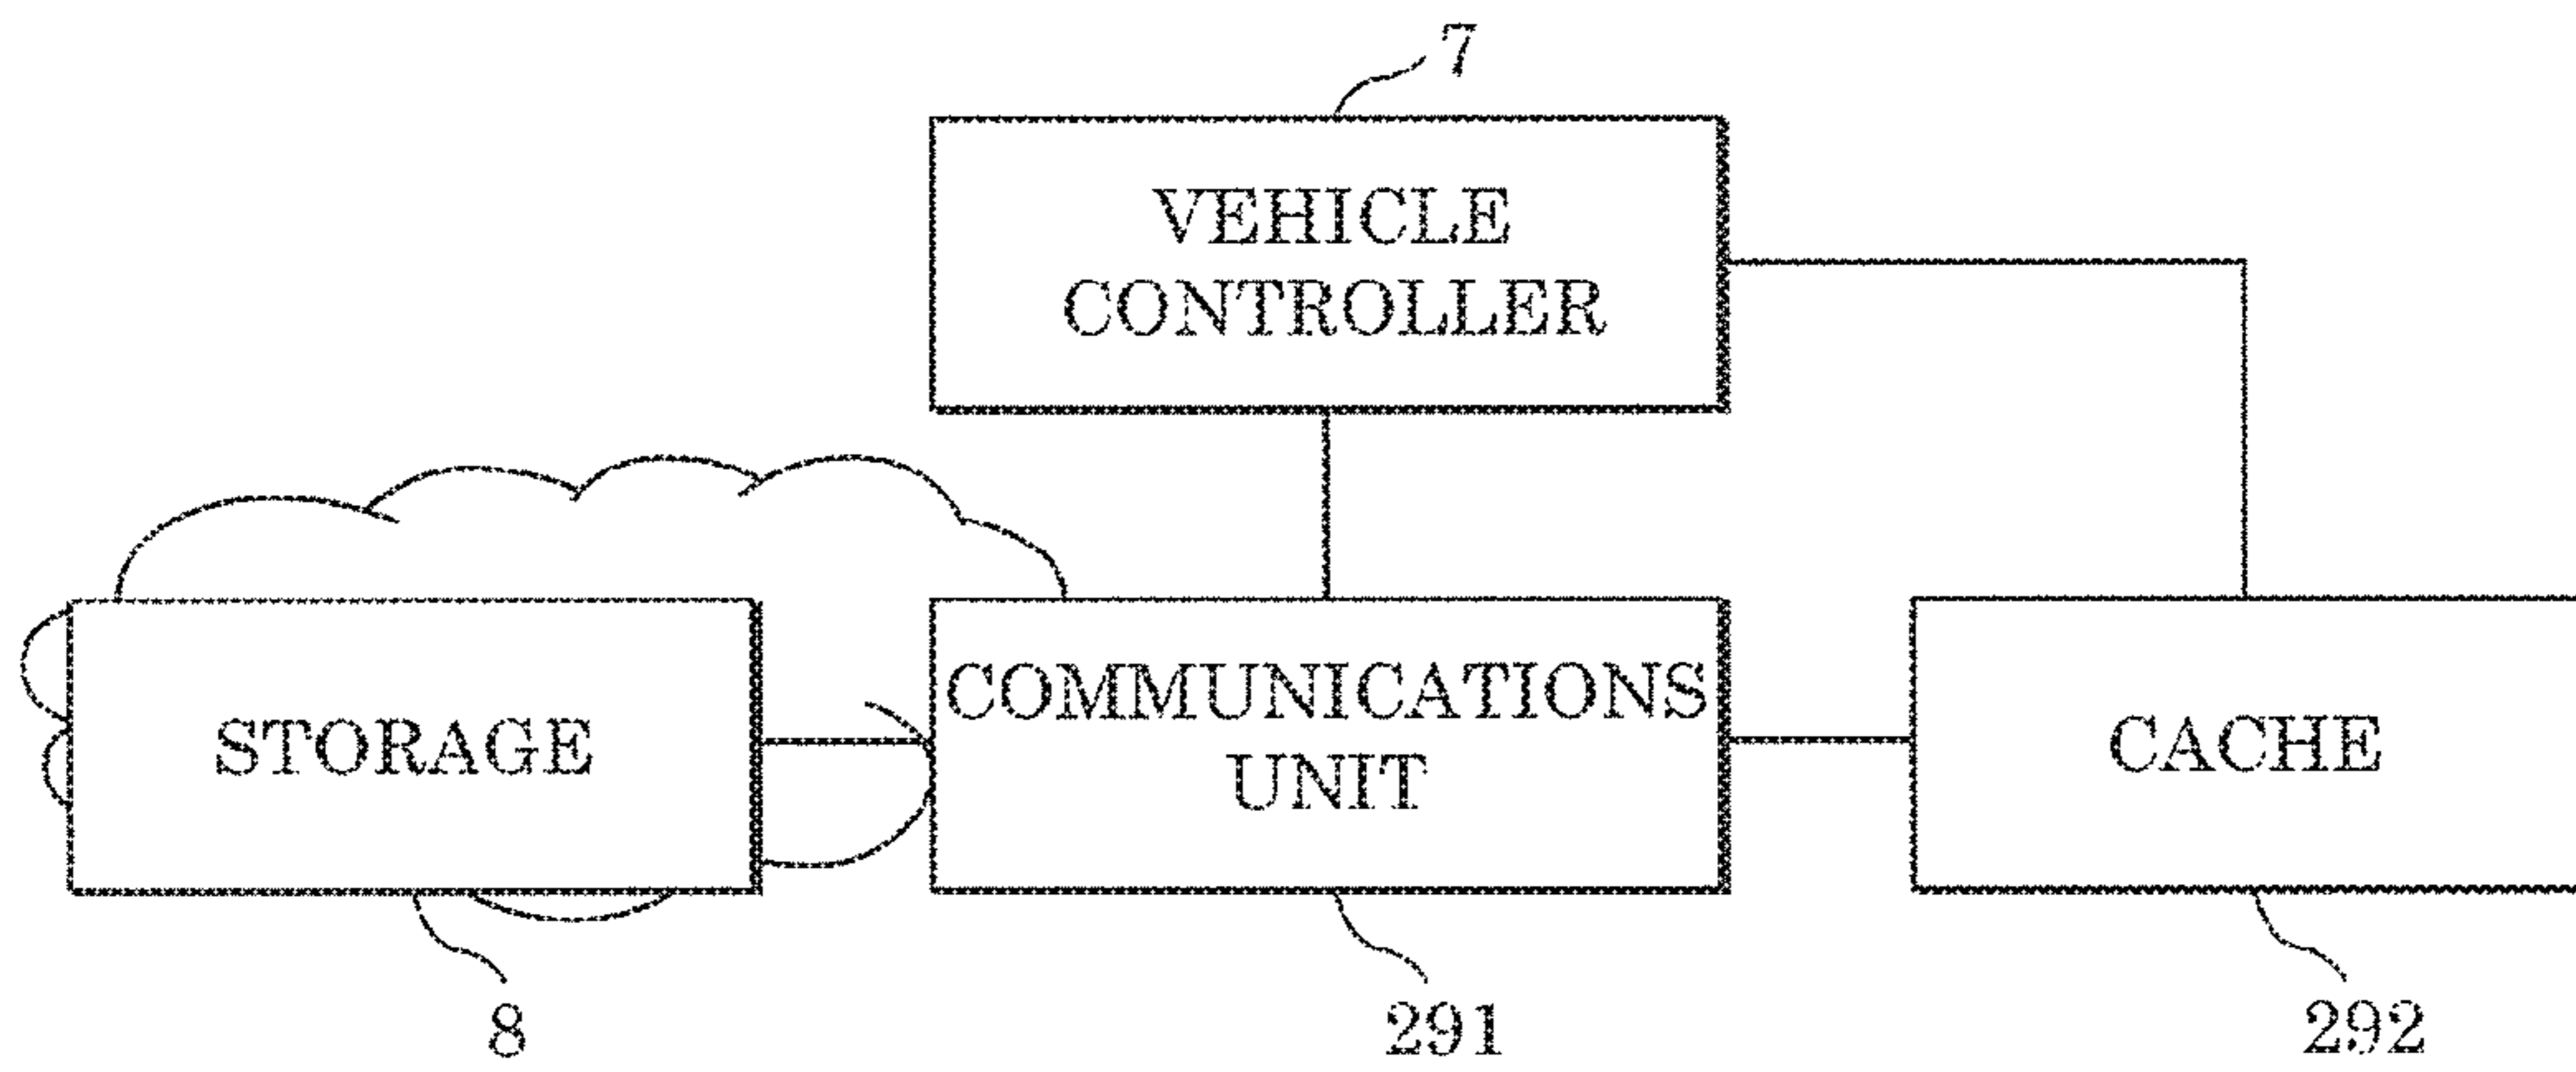 7
VEHICLE
CONTROLLER
STORAGE
COMMUNICATIONS
UNIT
CACHE
8
291
292